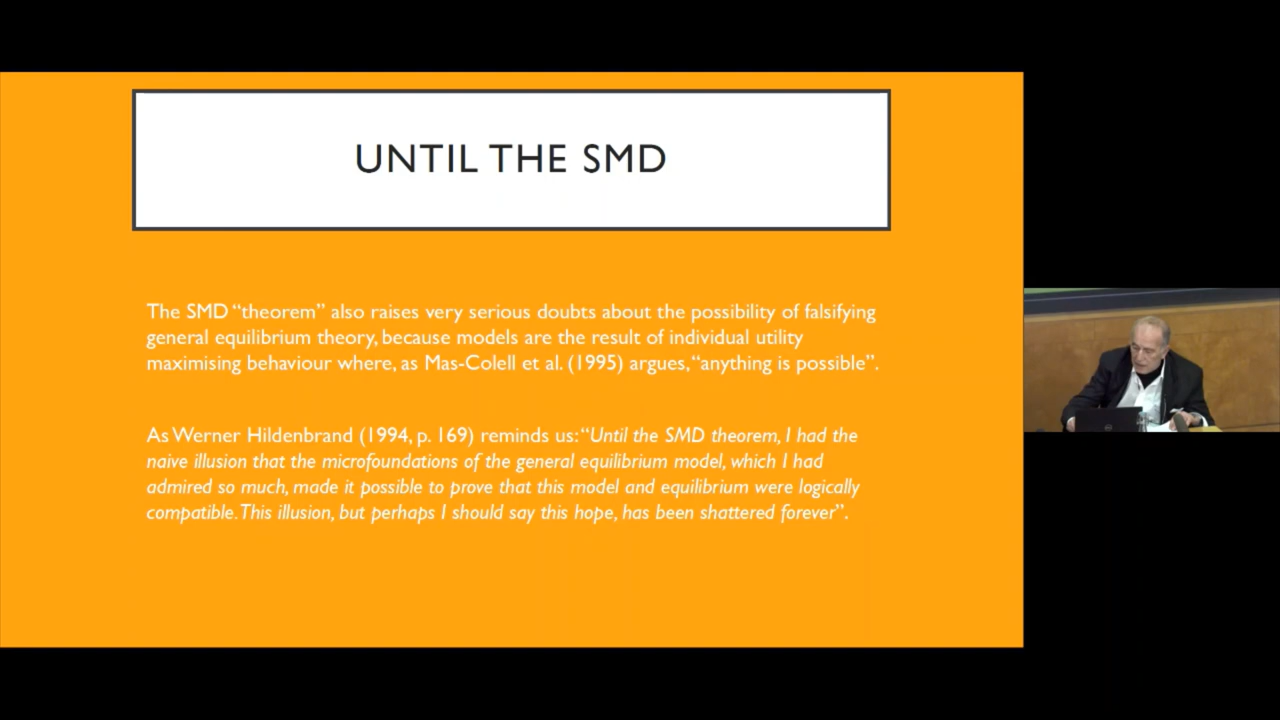 UNTIL THE SMD
The SMD “theorem” also raises very serious doubts about the possibility of falsifying
general equilibrium theory, because models are the result of individual utility
maximising behaviour where, as Mas-Colell et al. (1995) argues, “anything is possible”.
As Werner Hildenbrand (1994, p. 169) reminds us: “Until the SMD theorem, I had the
naive illusion that the microfoundations of the general equilibrium model, which I had
admired so much, made it possible to prove that this model and equilibrium were logically
compatible. This illusion, but perhaps I should say this hope, has been shattered forever”.